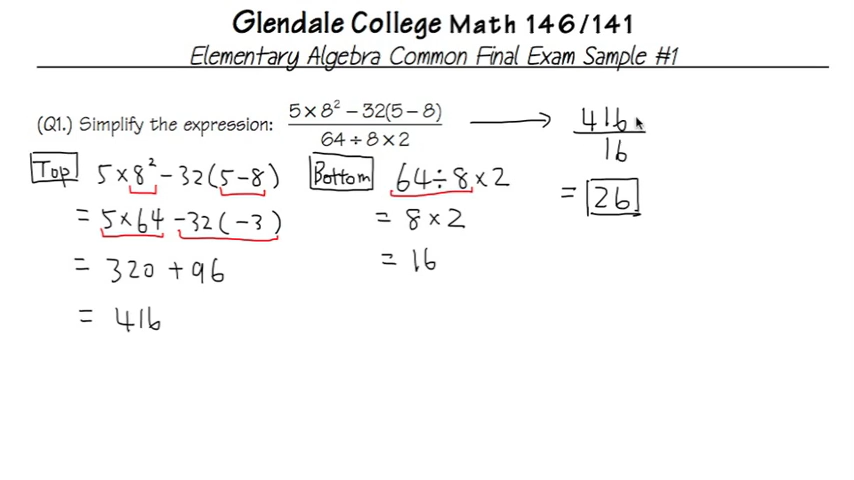 Glendale College Math 146/141
Elementary Algebra Common Final Exam Sample #1
(Q1.) Simplify the expression: 5×8² −32(5−8) / 64÷8×2 → 416/16
= 26
Top 5×8²−32(5−8)
= 5×64 −32(−3)
= 320 + 96
= 416
Bottom 64÷8×2
= 8×2
= 16